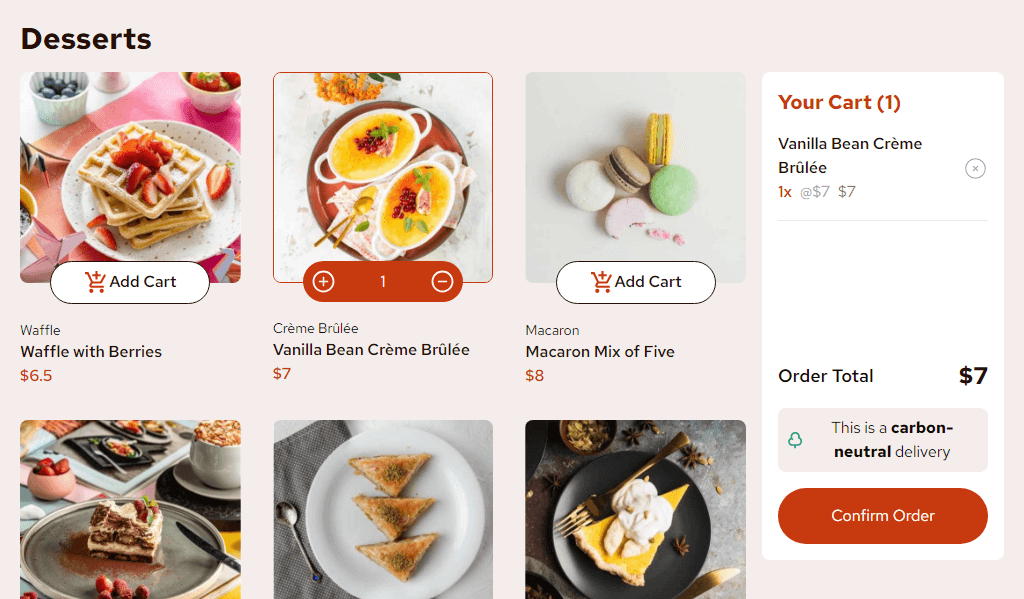 Desserts
Add Cart
Waffle
Waffle with Berries
$6.5
1
Crème Brûlée
Vanilla Bean Crème Brûlée
$7
Add Cart
Macaron
Macaron Mix of Five
$8
Your Cart (1)
Vanilla Bean Crème
Brûlée
1x @$7 $7
Order Total $7
This is a carbon-
neutral delivery
Confirm Order